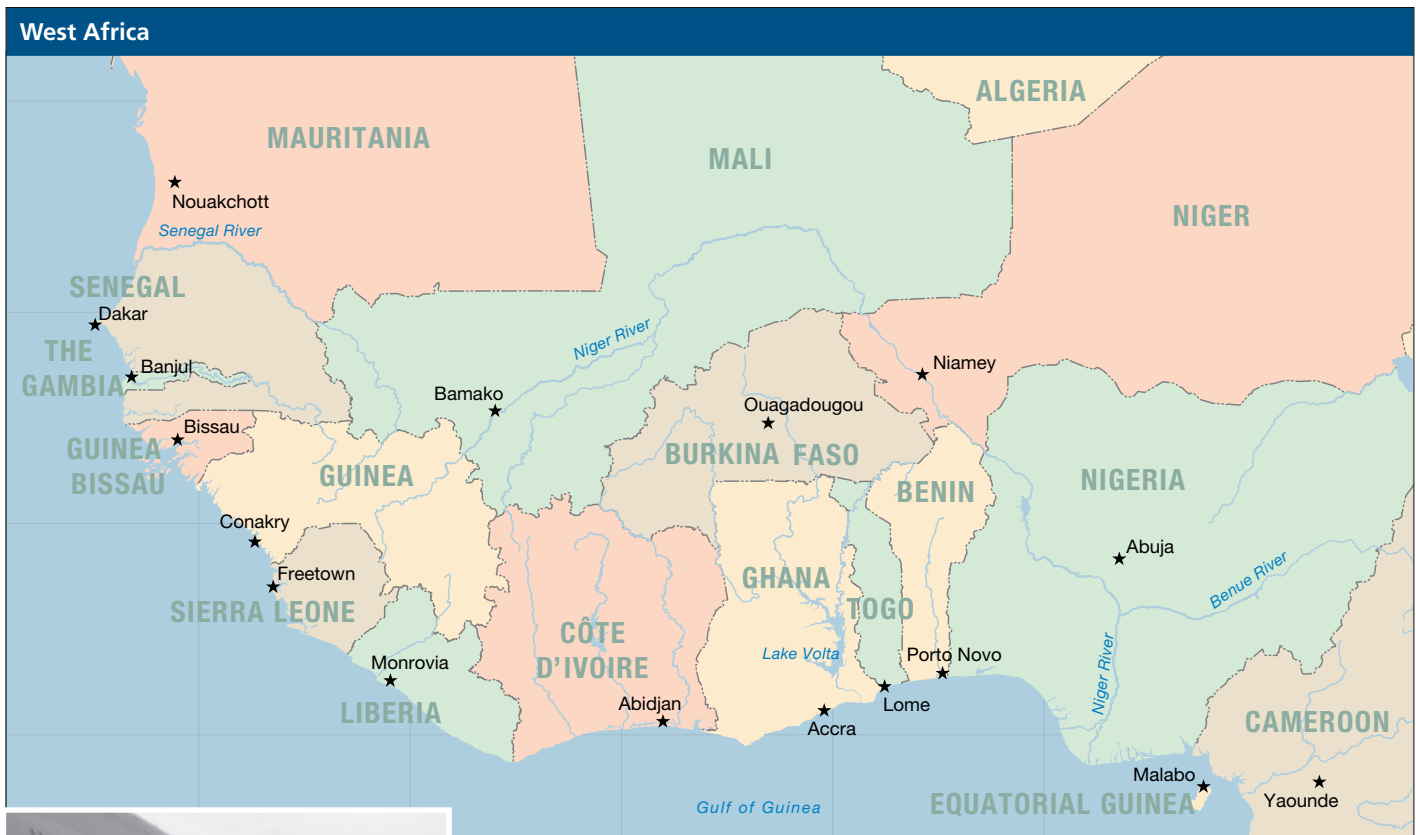 West Africa
ALGERIA
MAURITANIA
MALI
Nouakchott
NIGER
Senegal River
SENEGAL
Dakar
THE
GAMBIA
Banjul
Niger River
Niamey
Bamako
Ouagadougou
Bissau
GUINEA
BISSAU
GUINEA
BURKINA FASO
BENIN
NIGERIA
Conakry
Abuja
Freetown
GHANA
Benue River
SIERRA LEONE
TOGO
CÔTE
D'IVOIRE
Lake Volta
Porto Novo
Monrovia
Niger River
LIBERIA
Abidjan
Lome
Accra
CAMEROON
Malabo
EQUATORIAL GUINEA
Yaounde
Gulf of Guinea